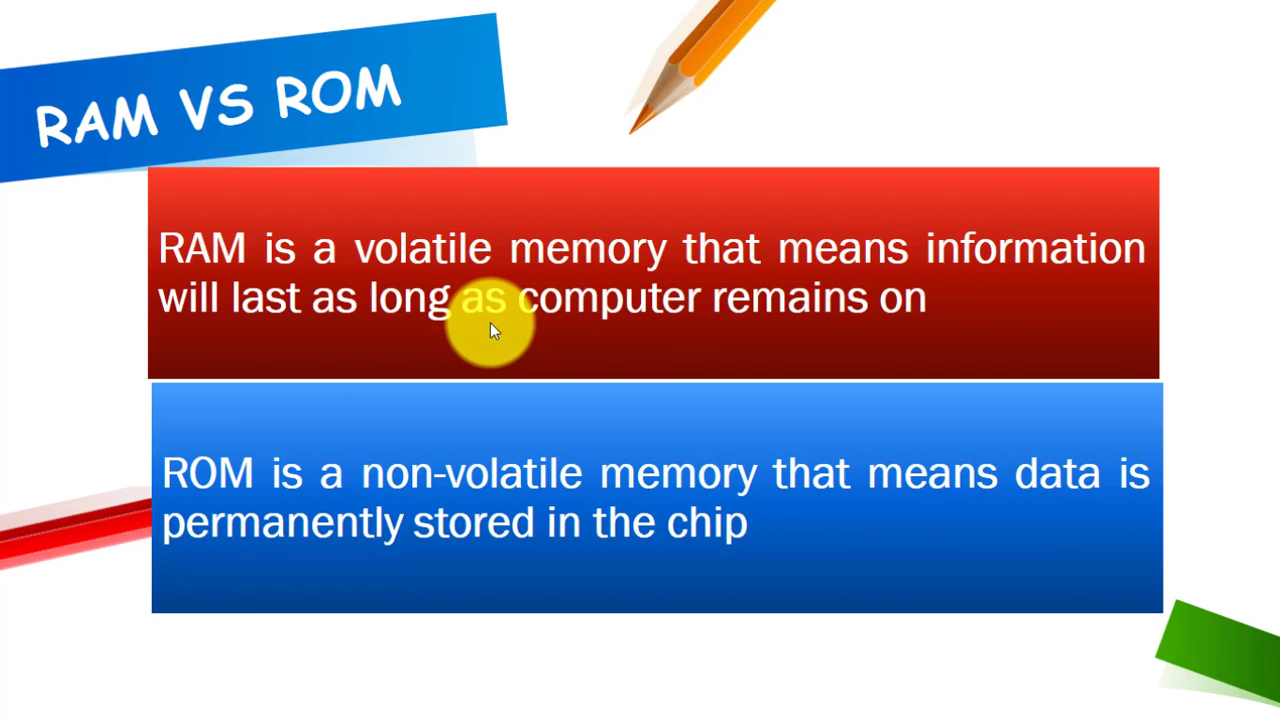 RAM VS ROM
RAM is a volatile memory that means information
will last as long as computer remains on
ROM is a non-volatile memory that means data is
permanently stored in the chip